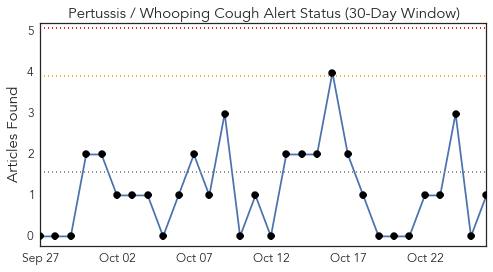 Pertussis / Whooping Cough Alert Status (30-Day Window)
Articles Found
5
4
3
2
1
0
Sep 27 Oct 02 Oct 07 Oct 12 Oct 17 Oct 22